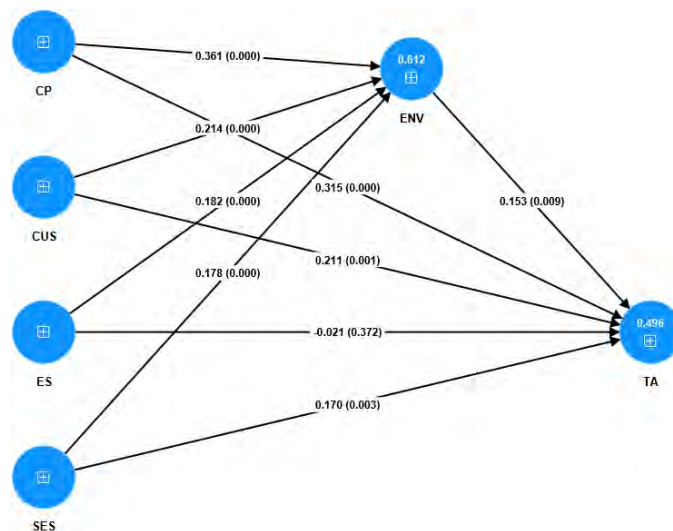 CP
0.361 (0.000)
0.612
ENV
0.214 (0.000)
CUS
0.182 (0.000)
0.315 (0.000)
0.153 (0.009)
0.178 (0.000)
0.211 (0.001)
ES
-0.021 (0.372)
0.496
TA
0.170 (0.003)
SES